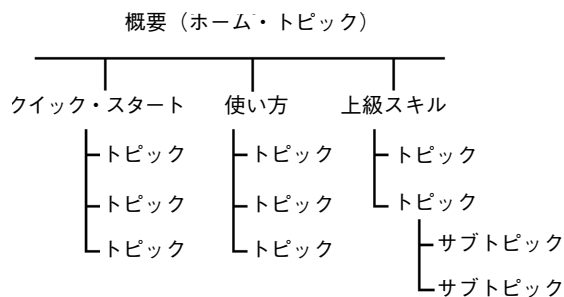 概要（ホーム・トピック）
クイック・スタート
使い方
上級スキル
トピック
トピック
トピック
トピック
トピック
トピック
トピック
トピック
サブトピック
サブトピック